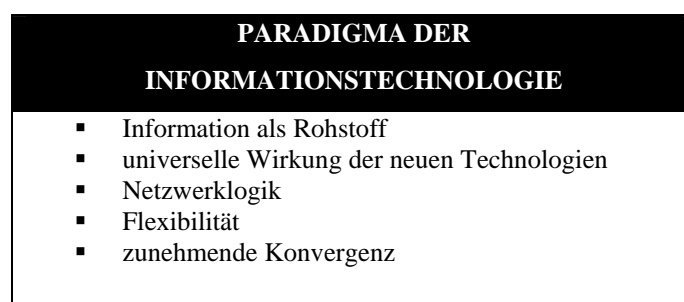 PARADIGMA DER
INFORMATIONSTECHNOLOGIE
▪ Information als Rohstoff
▪ universelle Wirkung der neuen Technologien
▪ Netzwerklogik
▪ Flexibilität
▪ zunehmende Konvergenz